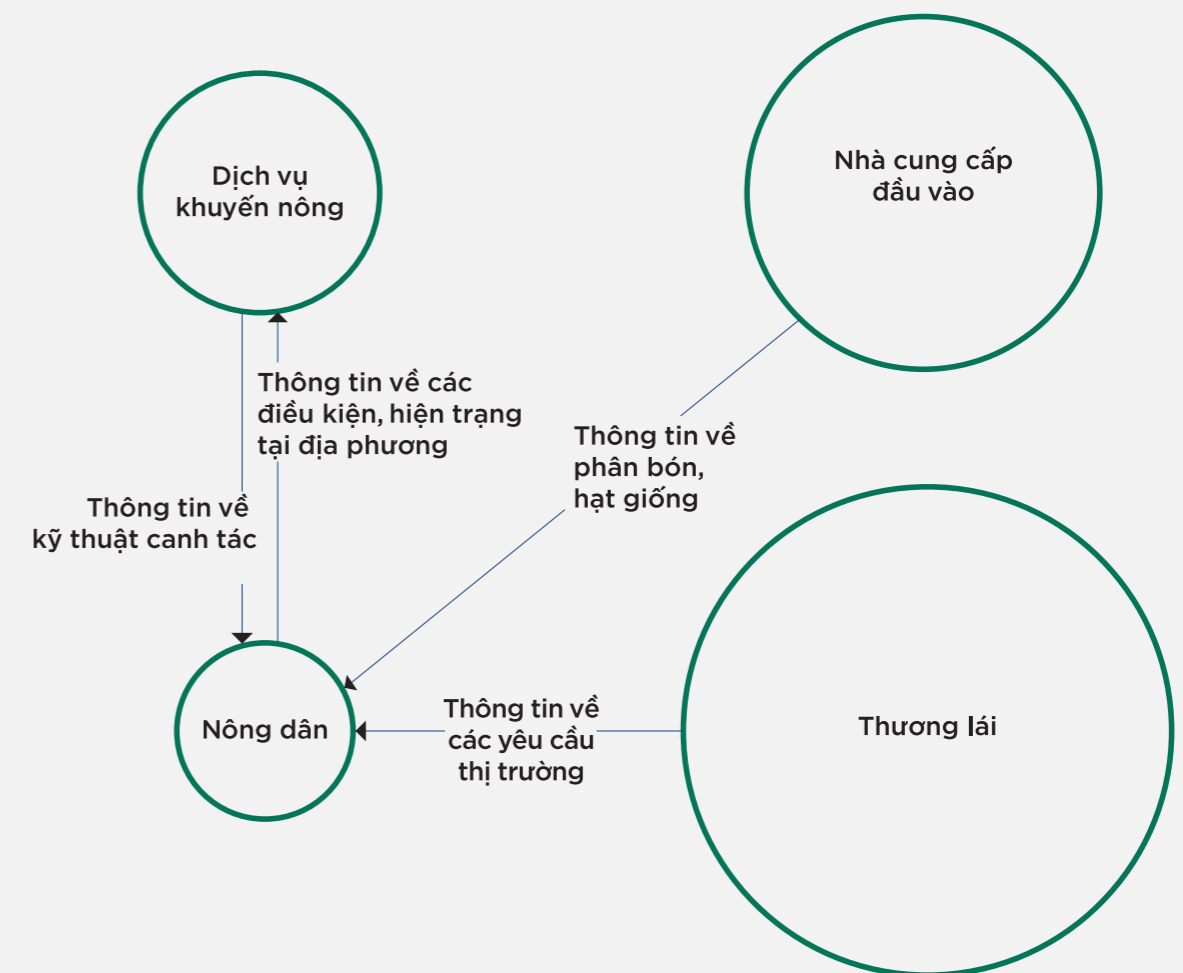 Dịch vụ
khuyến nông
Nhà cung cấp
đầu vào
Thông tin về các
điều kiện, hiện trạng
tại địa phương
Thông tin về
phân bón,
hạt giống
Thông tin về
kỹ thuật canh tác
Nông dân
Thông tin về
các yêu cầu
thị trường
Thương lái